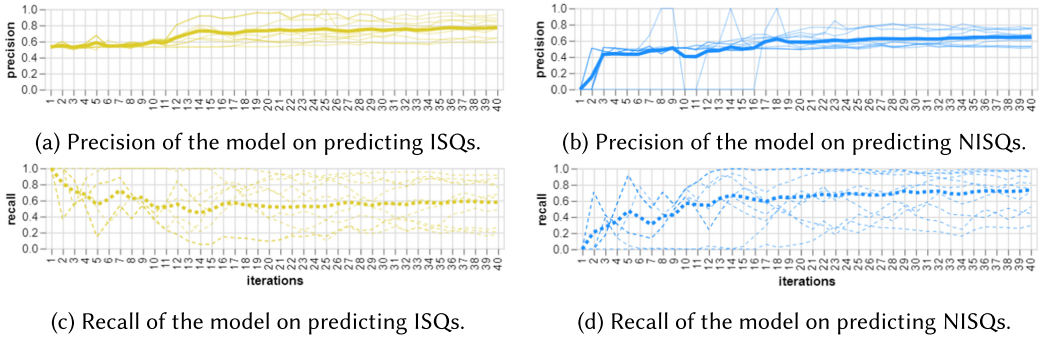 precision
1.0
0.8
0.6
0.4
0.2
0.0
1 2 3 4 5 6 7 8 9 10 11 12 13 14 15 16 17 18 19 20 21 22 23 24 25 26 27 28 29 30 31 32 33 34 35 36 37 38 39 40
(a) Precision of the model on predicting ISQs.
precision
1.0
0.8
0.6
0.4
0.2
0.0
1 2 3 4 5 6 7 8 9 10 11 12 13 14 15 16 17 18 19 20 21 22 23 24 25 26 27 28 29 30 31 32 33 34 35 36 37 38 39 40
(b) Precision of the model on predicting NISQs.
recall
1.0
0.8
0.6
0.4
0.2
0.0
1 2 3 4 5 6 7 8 9 10 11 12 13 14 15 16 17 18 19 20 21 22 23 24 25 26 27 28 29 30 31 32 33 34 35 36 37 38 39 40
iterations
(c) Recall of the model on predicting ISQs.
recall
1.0
0.8
0.6
0.4
0.2
0.0
1 2 3 4 5 6 7 8 9 10 11 12 13 14 15 16 17 18 19 20 21 22 23 24 25 26 27 28 29 30 31 32 33 34 35 36 37 38 39 40
iterations
(d) Recall of the model on predicting NISQs.